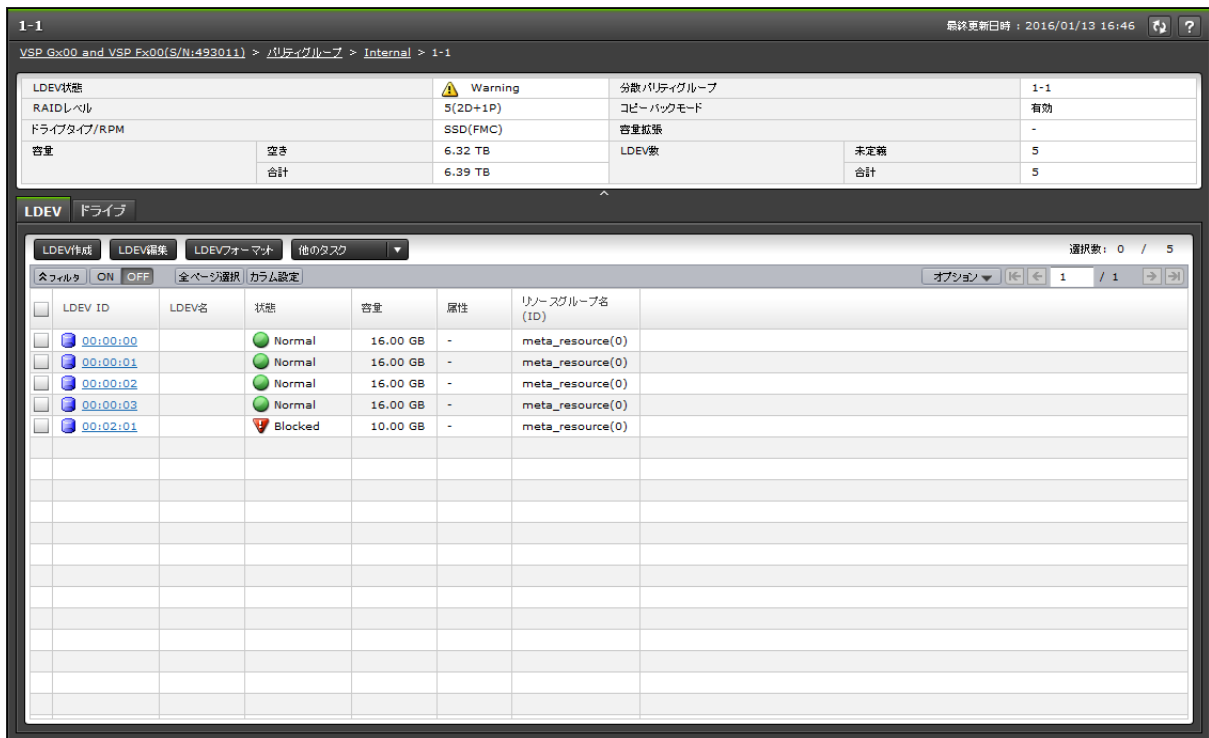 1-1 最終更新日時 : 2016/01/13 16:46 ?
VSP Gx00 and VSP Fx00(S/N:493011) > パリティグループ > Internal > 1-1
LDEV状態 Warning 分散パリティグループ 1-1
RAIDレベル 5(2D+1P) コピーバックモード 有効
ドライブタイプ/RPM SSD(FMC) 容量拡張 -
容量 空き 6.32 TB LDEV数 未定義 5
合計 6.39 TB 合計 5
LDEV ドライブ
LDEV作成 LDEV編集 LDEVフォーマット 他のタスク 選択数: 0 / 5
フィルタ ON OFF 全ページ選択 カラム設定 オプション 1 / 1
LDEV ID LDEV名 状態 容量 属性 リソースグループ名
(ID)
00:00:00 Normal 16.00 GB - meta_resource(0)
00:00:01 Normal 16.00 GB - meta_resource(0)
00:00:02 Normal 16.00 GB - meta_resource(0)
00:00:03 Normal 16.00 GB - meta_resource(0)
00:02:01 Blocked 10.00 GB - meta_resource(0)